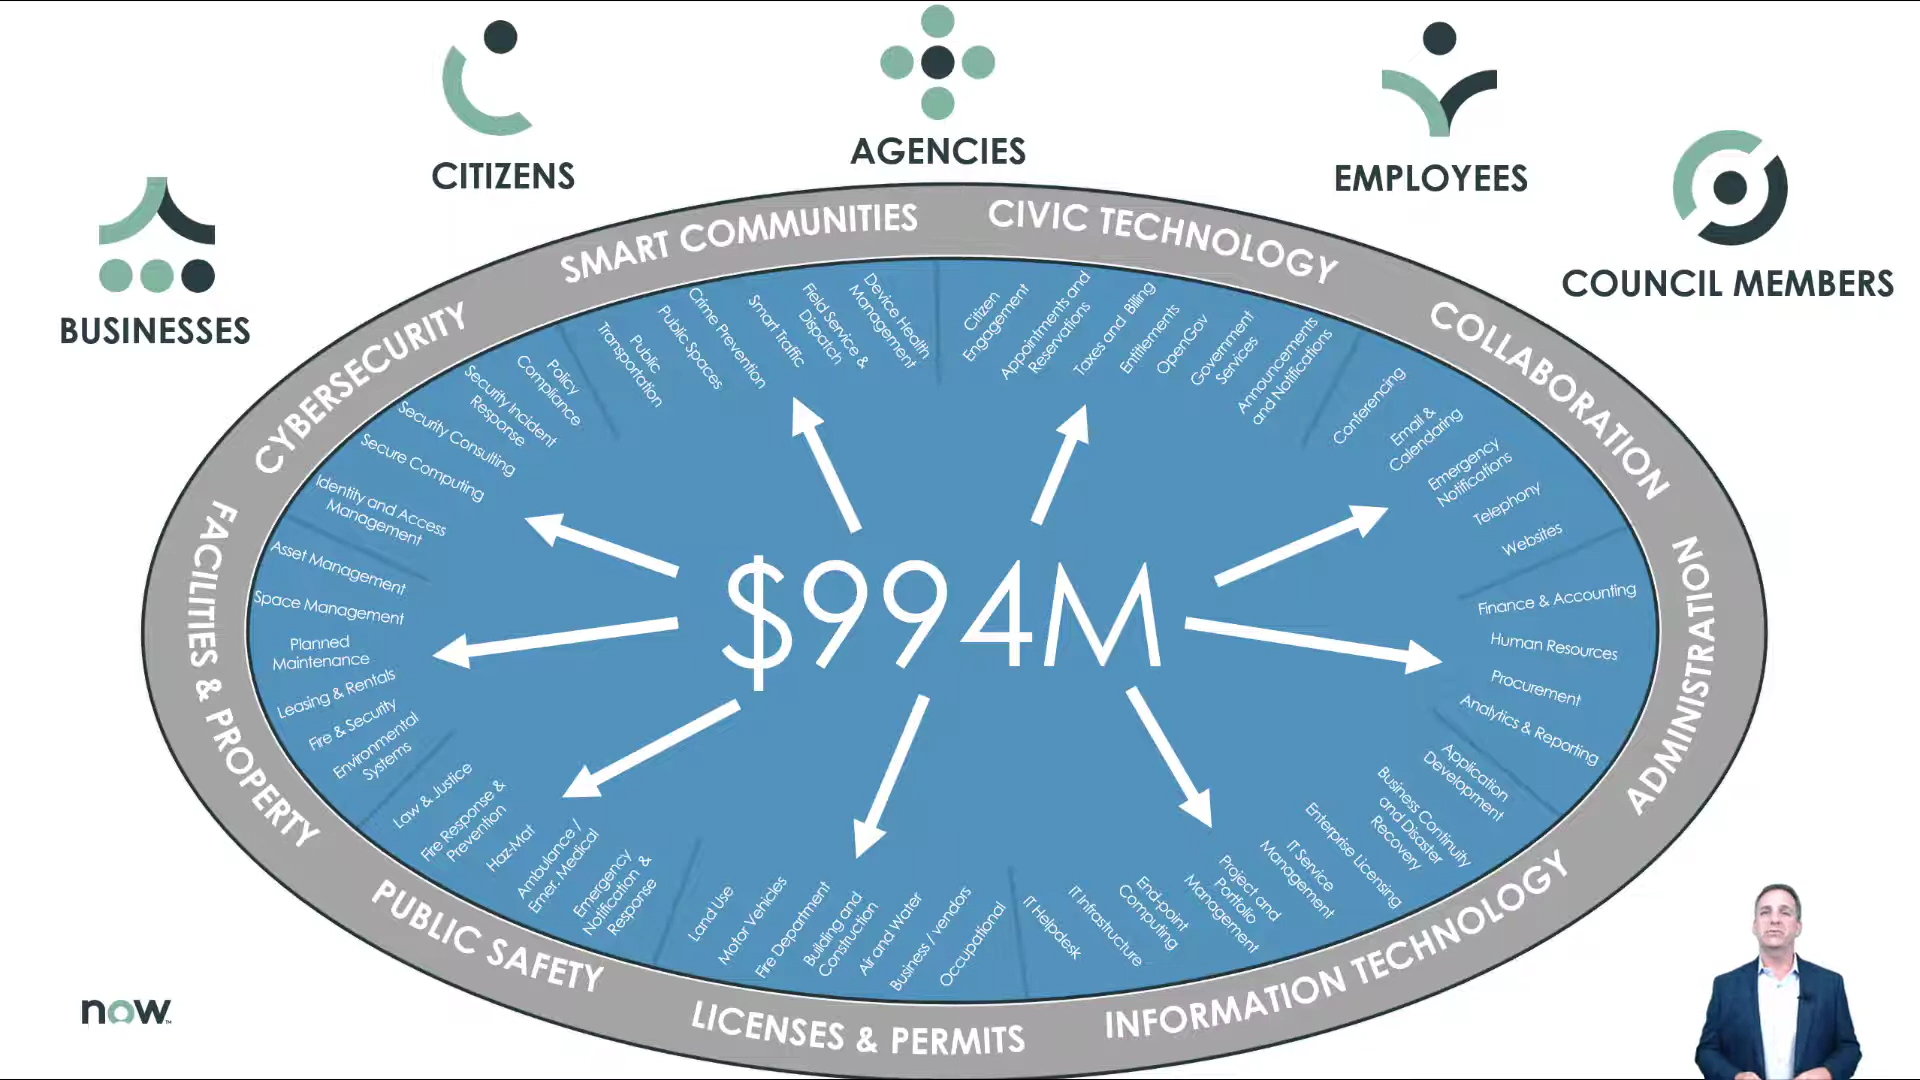 BUSINESSES
CITIZENS
AGENCIES
EMPLOYEES
COUNCIL MEMBERS
SMART COMMUNITIES
Public
Transportation
Public Spaces
Crime Prevention
Smart Traffic
Field Service &
Dispatch
Device Health
Management
CIVIC TECHNOLOGY
Citizen
Engagement
Appointments and
Reservations
Taxes and Billing
Entitlements
OpenGov
Government
Services
Announcements
and Notifications
COLLABORATION
Conferencing
Email &
Calendaring
Emergency
Notifications
Telephony
Websites
ADMINISTRATION
Finance & Accounting
Human Resources
Procurement
Analytics & Reporting
INFORMATION TECHNOLOGY
Application
Development
Business Continuity
and Disaster
Recovery
Enterprise Licensing
IT Service
Management
Project and
Portfolio
Management
End-point
Computing
IT Infrastructure
IT Helpdesk
LICENSES & PERMITS
Land Use
Motor Vehicles
Fire Department
Building and
Construction
Air and Water
Business / vendors
Occupational
PUBLIC SAFETY
Law & Justice
Fire Response &
Prevention
Haz-Mat
Ambulance /
Emer. Medical
Emergency
Notification &
Response
FACILITIES & PROPERTY
Asset Management
Space Management
Planned
Maintenance
Leasing & Rentals
Fire & Security
Environmental
Systems
CYBERSECURITY
Policy
Compliance
Security Incident
Response
Security Consulting
Secure Computing
Identity and Access
Management
$994M
now